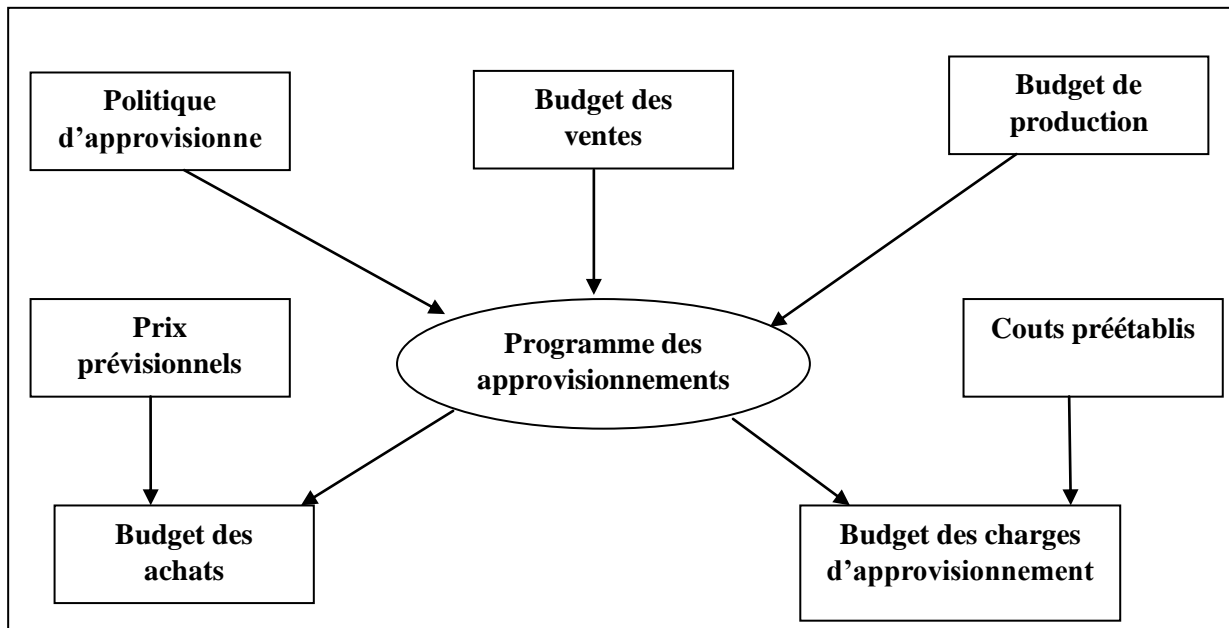 Politique
d’approvisionne
Budget des
ventes
Budget de
production
Prix
prévisionnels
Programme des
approvisionnements
Couts préétablis
Budget des
achats
Budget des charges
d’approvisionnement